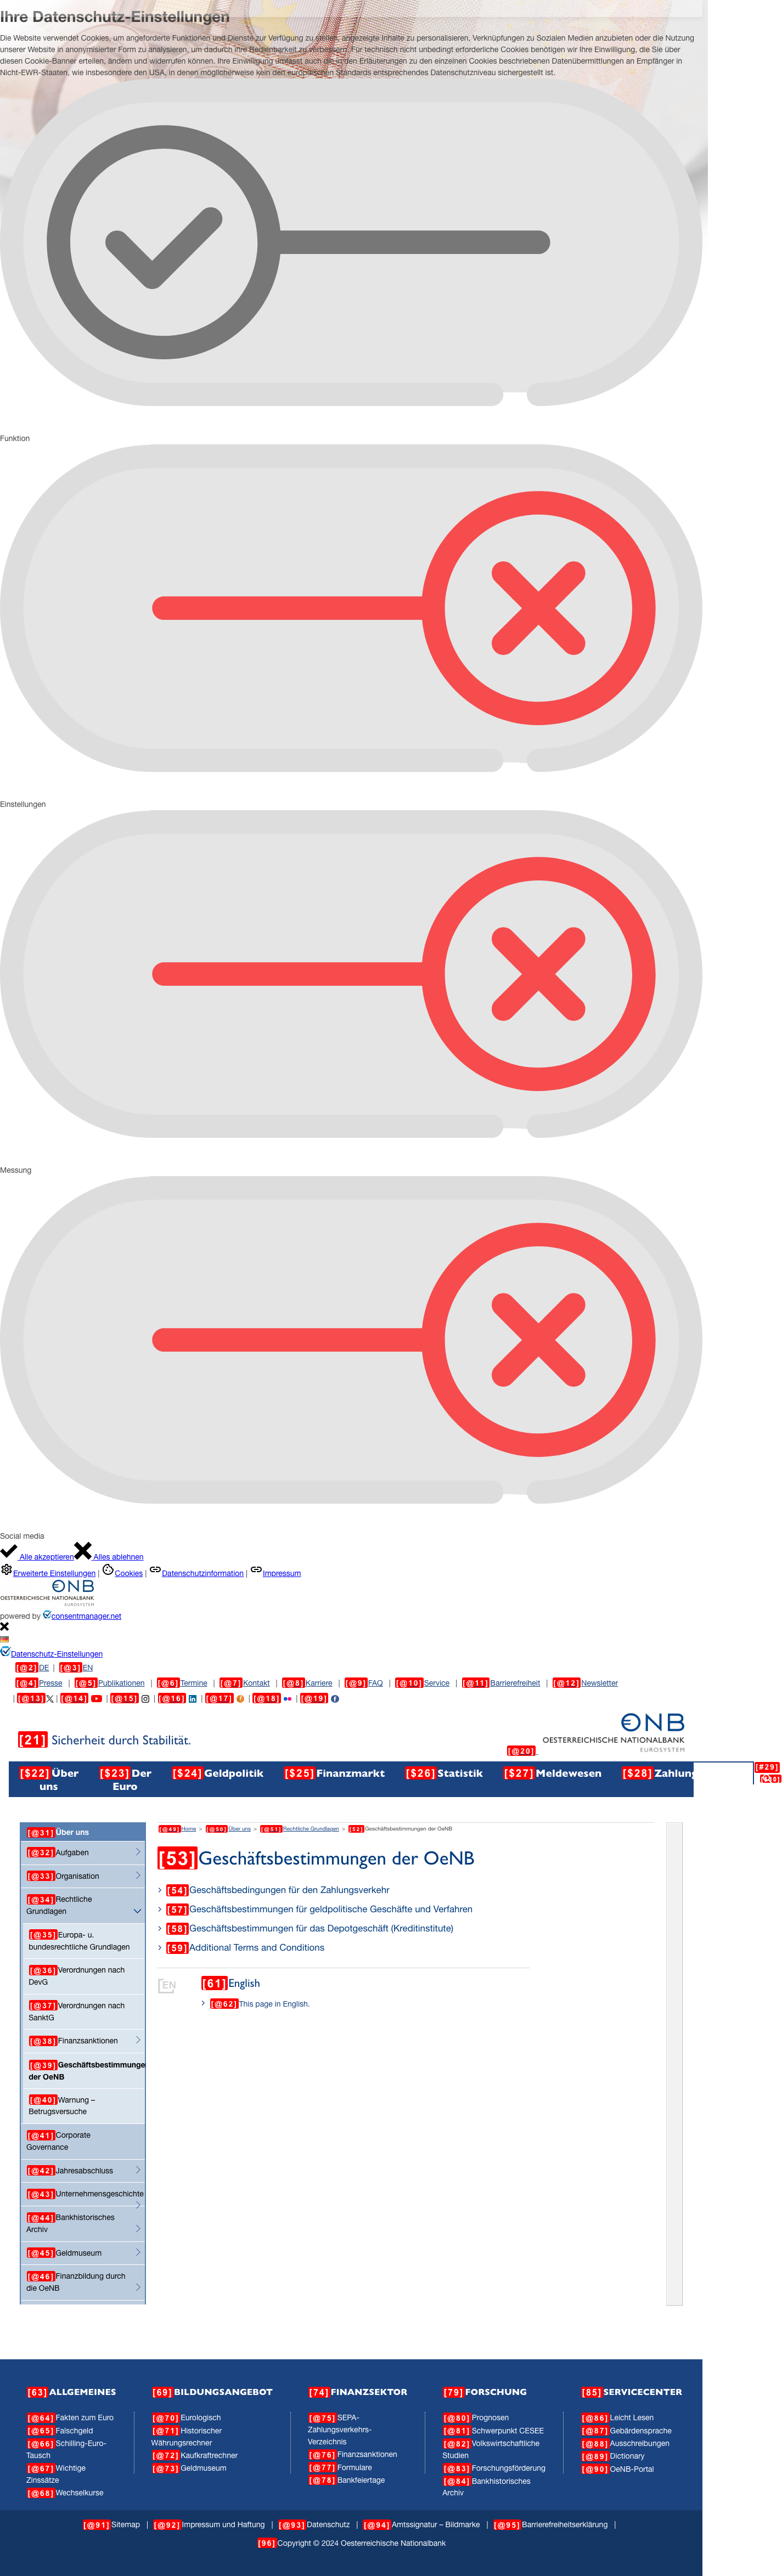 Ihre Datenschutz-Einstellungen
Die Website verwendet Cookies, um angeforderte Funktionen und Dienste zur Verfügung zu stellen, angezeigte Inhalte zu personalisieren, Verknüpfungen zu Sozialen Medien anzubieten oder die Nutzung
unserer Website in anonymisierter Form zu analysieren, um dadurch ihre Bedienbarkeit zu verbessern. Für technisch nicht unbedingt erforderliche Cookies benötigen wir Ihre Einwilligung, die Sie über
diesen Cookie-Banner erteilen, ändern und widerrufen können. Ihre Einwilligung umfasst auch die in den Erläuterungen zu den einzelnen Cookies beschriebenen Datenübermittlungen an Empfänger in
Nicht-EWR-Staaten, wie insbesondere den USA, in denen möglicherweise kein den europäischen Standards entsprechendes Datenschutzniveau sichergestellt ist.
Funktion
Einstellungen
Messung
Social media
Alle akzeptieren Alles ablehnen
Erweiterte Einstellungen | Cookies | Datenschutzinformation | Impressum
ONB
OESTERREICHISCHE NATIONALBANK
EUROSYSTEM
powered by consentmanager.net
Datenschutz-Einstellungen
[@2]DE | [@3]EN
[@4]Presse | [@5]Publikationen | [@6]Termine | [@7]Kontakt | [@8]Karriere | [@9]FAQ | [@10]Service | [@11]Barrierefreiheit | [@12]Newsletter
| [@13] | [@14] | [@15] | [@16] | [@17] | [@18] | [@19]
ONB
OESTERREICHISCHE NATIONALBANK
EUROSYSTEM
[21] Sicherheit durch Stabilität. [@20]
[$22]Über uns [$23]Der Euro [$24]Geldpolitik [$25]Finanzmarkt [$26]Statistik [$27]Meldewesen [$28]Zahlung [#29]
[@49]Home > [@50]Über uns > [@51]Rechtliche Grundlagen > [52]Geschäftsbestimmungen der OeNB
[@31]Über uns
[@32]Aufgaben
[@33]Organisation
[@34]Rechtliche
Grundlagen
[@35]Europa- u.
bundesrechtliche Grundlagen
[@36]Verordnungen nach
DevG
[@37]Verordnungen nach
SanktG
[@38]Finanzsanktionen
[@39]Geschäftsbestimmunge
der OeNB
[@40]Warnung –
Betrugsversuche
[@41]Corporate
Governance
[@42]Jahresabschluss
[@43]Unternehmensgeschichte
[@44]Bankhistorisches
Archiv
[@45]Geldmuseum
[@46]Finanzbildung durch
die OeNB
[53]Geschäftsbestimmungen der OeNB
[54]Geschäftsbedingungen für den Zahlungsverkehr
[57]Geschäftsbestimmungen für geldpolitische Geschäfte und Verfahren
[58]Geschäftsbestimmungen für das Depotgeschäft (Kreditinstitute)
[59]Additional Terms and Conditions
EN
[61]English
[@62]This page in English.
[63]ALLGEMEINES
[@64]Fakten zum Euro
[@65]Falschgeld
[@66]Schilling-Euro-
Tausch
[@67]Wichtige
Zinssätze
[@68]Wechselkurse
[69]BILDUNGSANGEBOT
[@70]Eurologisch
[@71]Historischer
Währungsrechner
[@72]Kaufkraftrechner
[@73]Geldmuseum
[74]FINANZSEKTOR
[@75]SEPA-
Zahlungsverkehrs-
Verzeichnis
[@76]Finanzsanktionen
[@77]Formulare
[@78]Bankfeiertage
[79]FORSCHUNG
[@80]Prognosen
[@81]Schwerpunkt CESEE
[@82]Volkswirtschaftliche
Studien
[@83]Forschungsförderung
[@84]Bankhistorisches
Archiv
[85]SERVICECENTER
[@86]Leicht Lesen
[@87]Gebärdensprache
[@88]Ausschreibungen
[@89]Dictionary
[@90]OeNB-Portal
[@91]Sitemap | [@92]Impressum und Haftung | [@93]Datenschutz | [@94]Amtssignatur – Bildmarke | [@95]Barrierefreiheitserklärung |
[96]Copyright © 2024 Oesterreichische Nationalbank